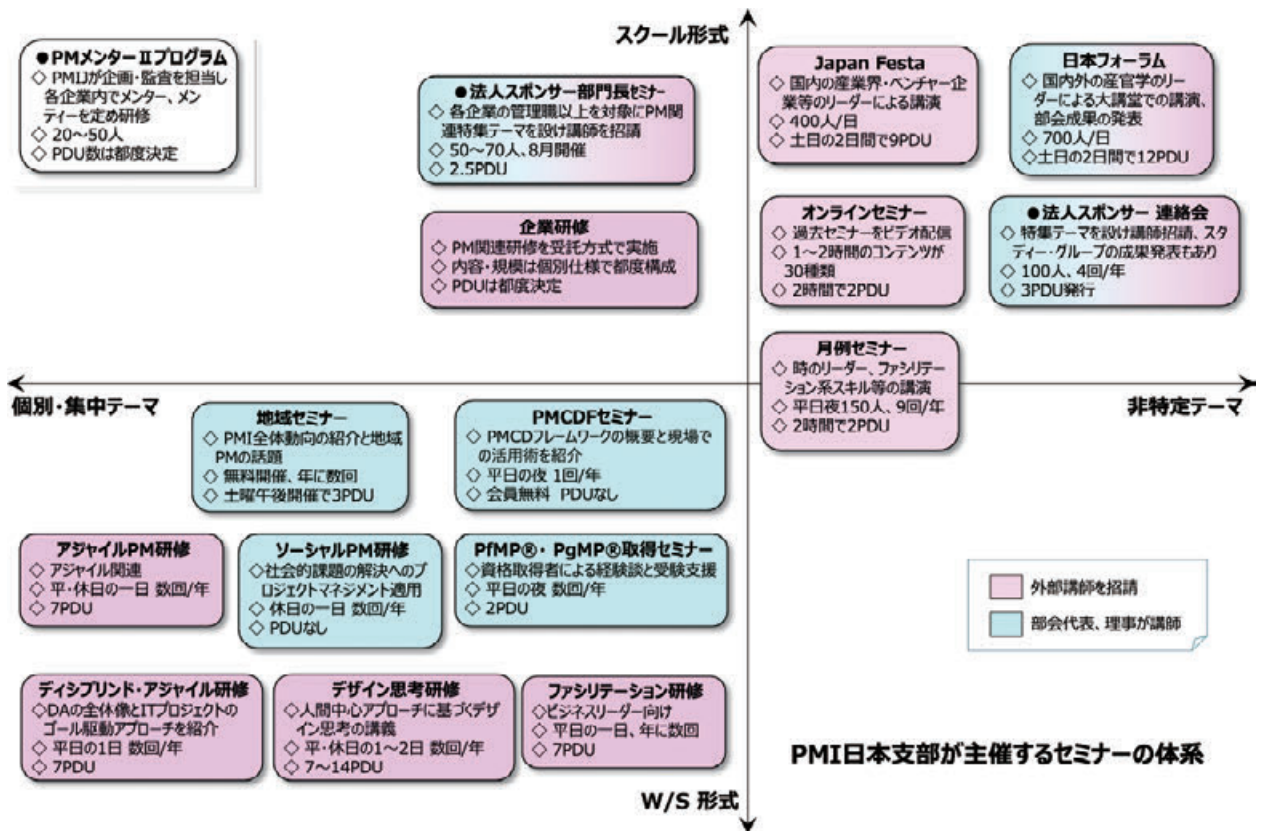 スクール形式
●PMメンターⅡプログラム
◇ PMIJが企画・監査を担当し
各企業内でメンター、メン
ティーを定め研修
◇ 20～50人
◇ PDU数は都度決定
●法人スポンサー部門長セミナー
◇ 各企業の管理職以上を対象にPM関
連特集テーマを設け講師を招請
◇ 50～70人、8月開催
◇ 2.5PDU
Japan Festa
◇ 国内の産業界・ベンチャー企
業等のリーダーによる講演
◇ 400人/日
◇ 土日の2日間で9PDU
日本フォーラム
◇ 国内外の産官学のリー
ダーによる大講堂での講演、
部会成果の発表
◇ 700人/日
◇土日の2日間で12PDU
企業研修
◇ PM関連研修を受託方式で実施
◇ 内容・規模は個別仕様で都度構成
◇ PDUは都度決定
オンラインセミナー
◇ 過去セミナーをビデオ配信
◇ 1～2時間のコンテンツが
30種類
◇ 2時間で2PDU
●法人スポンサー 連絡会
◇ 特集テーマを設け講師招請、スタ
ディー・グループの成果発表もあり
◇ 100人、4回/年
◇ 3PDU発行
月例セミナー
◇ 時のリーダー、ファシリテー
ション系スキル等の講演
◇ 平日夜150人、9回/年
◇ 2時間で2PDU
個別・集中テーマ
非特定テーマ
地域セミナー
◇ PMI全体動向の紹介と地域
PMの話題
◇ 無料開催、年に数回
◇ 土曜午後開催で3PDU
PMCDFセミナー
◇ PMCDフレームワークの概要と現場で
の活用術を紹介
◇ 平日の夜 1回/年
◇ 会員無料 PDUなし
アジャイルPM研修
◇ アジャイル関連
◇ 平・休日の一日 数回/年
◇ 7PDU
ソーシャルPM研修
◇社会的課題の解決へのプ
ロジェクトマネジメント適用
◇ 休日の一日 数回/年
◇ PDUなし
PfMP®・PgMP®取得セミナー
◇資格取得者による経験談と受験支援
◇ 平日の夜 数回/年
◇ 2PDU
外部講師を招請
部会代表、理事が講師
ディシプリンド・アジャイル研修
◇DAの全体像とITプロジェクトの
ゴール駆動アプローチを紹介
◇ 平日の1日 数回/年
◇ 7PDU
デザイン思考研修
◇人間中心アプローチに基づくデザ
イン思考の講義
◇ 平・休日の1～2日 数回/年
◇ 7～14PDU
ファシリテーション研修
◇ビジネスリーダー向け
◇ 平日の一日、年に数回
◇ 7PDU
PMI日本支部が主催するセミナーの体系
W/S 形式